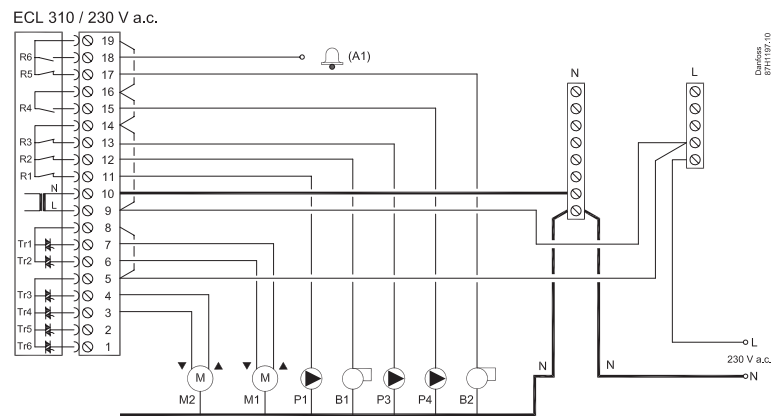 ECL 310 / 230 V a.c.
Danfoss
87H1197.10
19
R6 18 (A1)
R5 17 N L
16
R4 15
14
R3 13
R2 12
R1 11
N 10
L 9
8
Tr1 7
Tr2 6
5
Tr3 4
Tr4 3
Tr5 2
Tr6 1
L
230 V a.c.
N N N
M M
M2 M1 P1 B1 P3 P4 B2